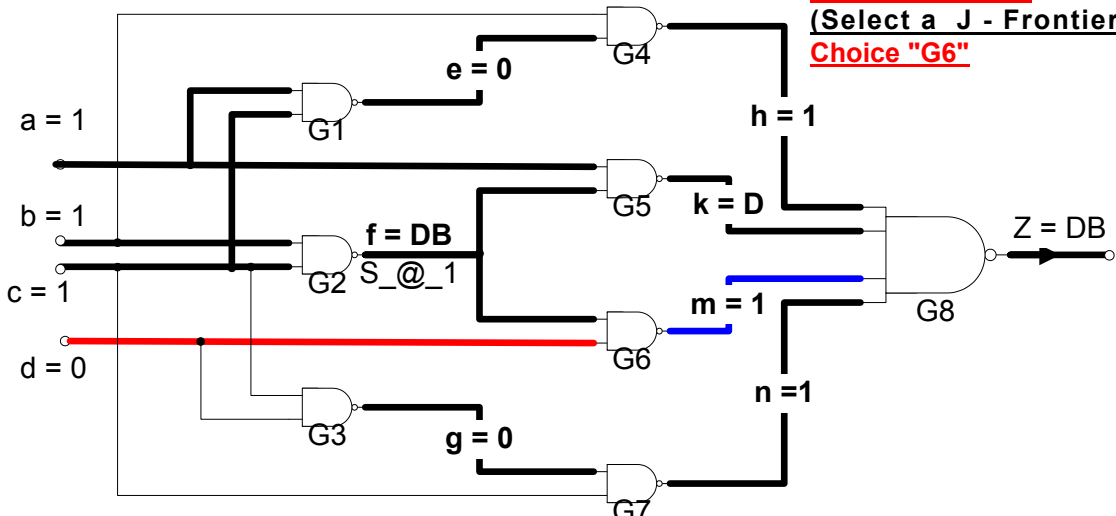 (Select a J - Frontier
Choice "G6"
G4
e = 0
G1
a = 1
h = 1
G5
k = D
b = 1
f = DB
S_@_1
G2
Z = DB
c = 1
m = 1
G8
G6
d = 0
n =1
G3
g = 0
G7